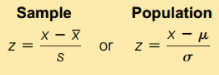 Sample Population
z = (x − x̄) / s or z = (x − μ) / σ